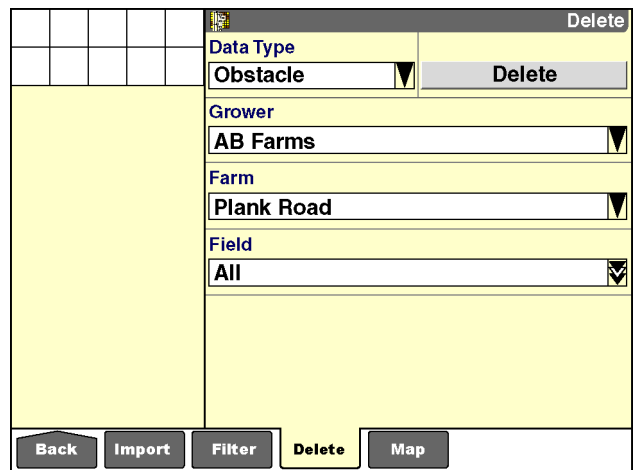 Delete
Data Type
Obstacle
Delete
Grower
AB Farms
Farm
Plank Road
Field
All
Back
Import
Filter
Delete
Map